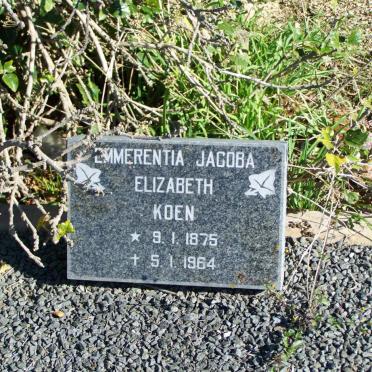 EMMERENTIA JACOBA
ELIZABETH
KOEN
★ 9.1.1875
✝ 5.1.1964